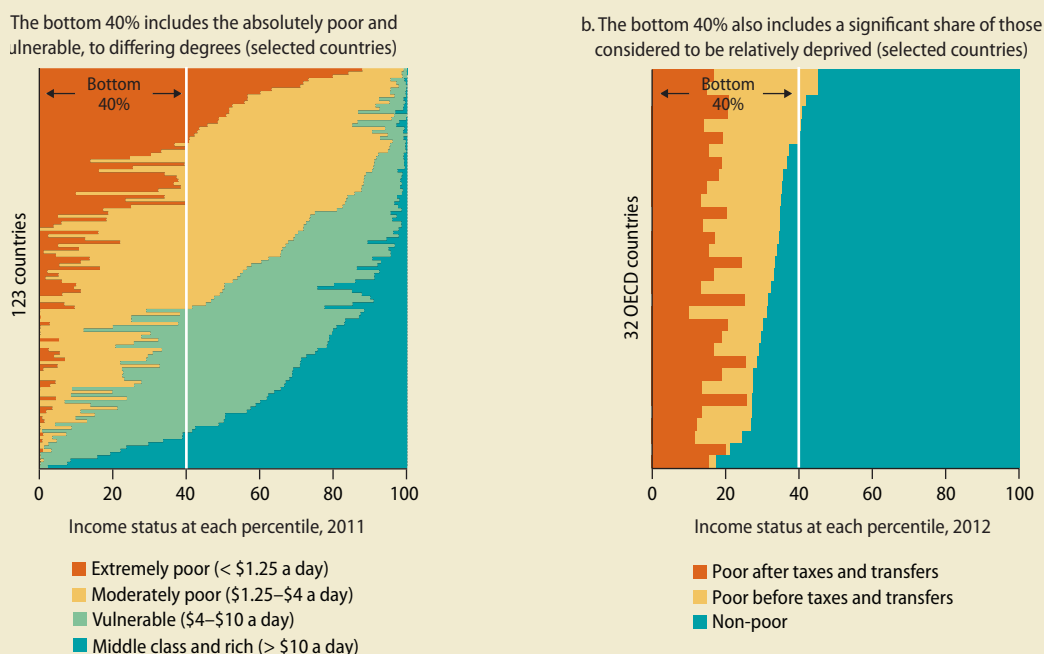 The bottom 40% includes the absolutely poor and
ulnerable, to differing degrees (selected countries)
Bottom
40%
123 countries
0 20 40 60 80 100
Income status at each percentile, 2011
Extremely poor (< $1.25 a day)
Moderately poor ($1.25–$4 a day)
Vulnerable ($4–$10 a day)
Middle class and rich (> $10 a day)
b. The bottom 40% also includes a significant share of those
considered to be relatively deprived (selected countries)
Bottom
40%
32 OECD countries
0 20 40 60 80 100
Income status at each percentile, 2012
Poor after taxes and transfers
Poor before taxes and transfers
Non-poor